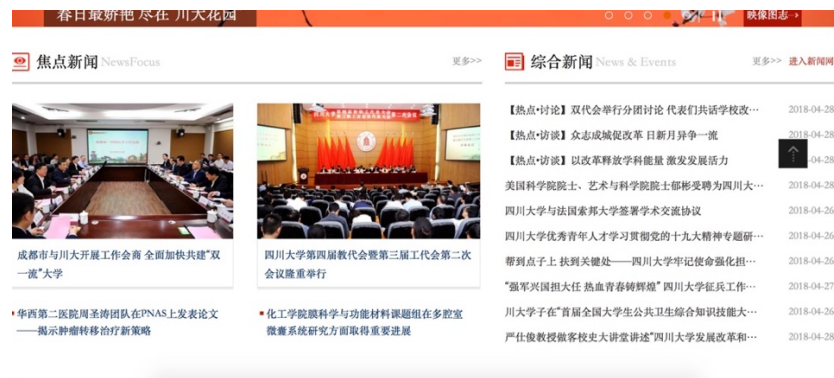 春日最娇艳 尽在"川大花园"
映像图志→
焦点新闻 NewsFocus
更多>>
综合新闻 News & Events
更多>> 进入新闻网
【热点•讨论】双代会举行分团讨论 代表们共话学校改… 2018-04-28
【热点•访谈】众志成城促改革 日新月异争一流 2018-04-28
【热点•访谈】以改革释放学科能量 激发发展活力 -04-28
美国科学院院士、艺术与科学院院士郁彬受聘为四川大… 2018-04-28
四川大学与法国索邦大学签署学术交流协议 2018-04-26
四川大学优秀青年人才学习贯彻党的十九大精神专题研… 2018-04-26
帮到点子上 扶到关键处——四川大学牢记使命强化担… 2018-04-26
"强军兴国担大任 热血青春铸辉煌" 四川大学征兵工作… 2018-04-27
川大学子在"首届全国大学生公共卫生综合知识技能大… 2018-04-26
严仕俊教授做客校史大讲堂讲述"四川大学发展改革和… 2018-04-28
成都市与川大开展工作会商 全面加快共建"双
一流"大学
四川大学第四届教代会暨第三届工代会第二次
会议隆重举行
华西第二医院周圣涛团队在PNAS上发表论文
——揭示肿瘤转移治疗新策略
化工学院膜科学与功能材料课题组在多腔室
微囊系统研究方面取得重要进展